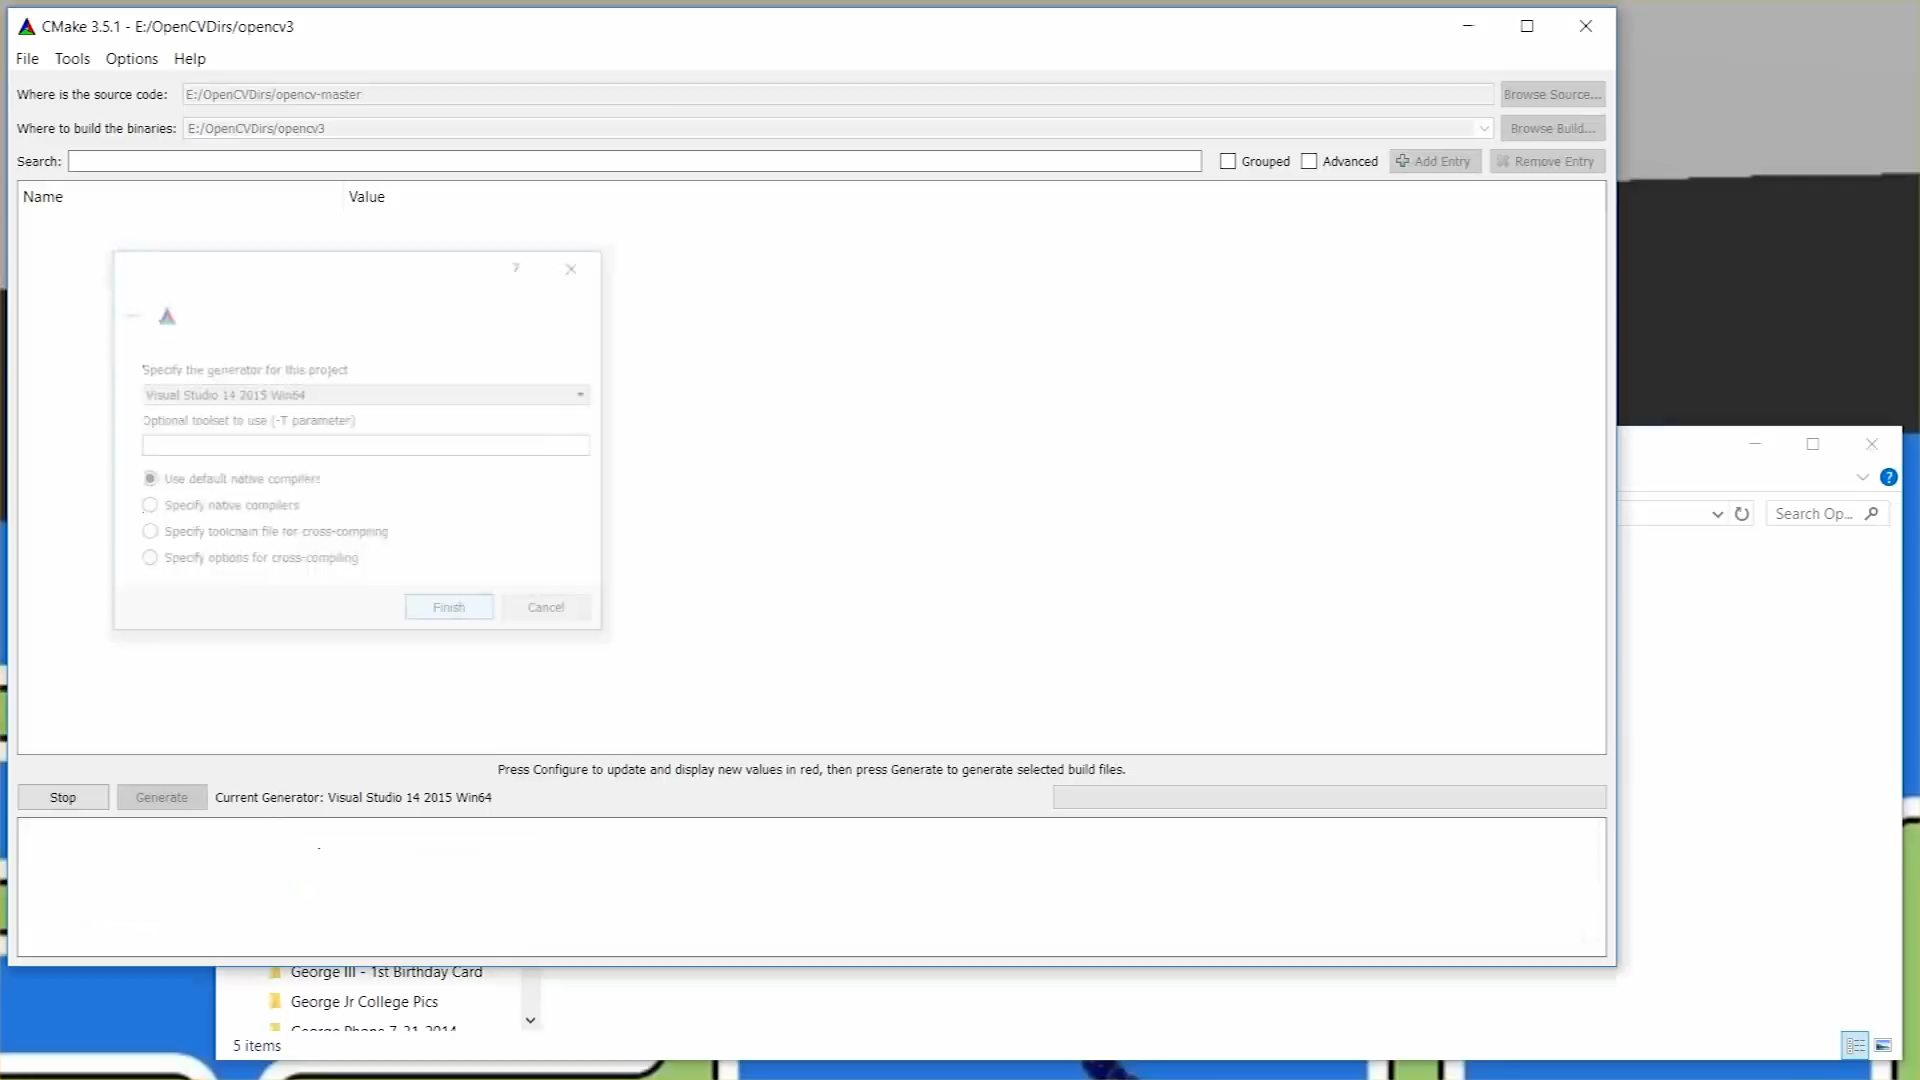 CMake 3.5.1 - E:/OpenCVDirs/opencv3
File Tools Options Help
Where is the source code: E:/OpenCVDirs/opencv-master Browse Source...
Where to build the binaries: E:/OpenCVDirs/opencv3 Browse Build...
Search: Grouped Advanced Add Entry Remove Entry
Name Value
?
Specify the generator for this project
Visual Studio 14 2015 Win64
Optional toolset to use (-T parameter)
Use default native compilers
Specify native compilers
Specify toolchain file for cross-compiling
Specify options for cross-compiling
Finish Cancel
?
Search Op...
Press Configure to update and display new values in red, then press Generate to generate selected build files.
Stop Generate Current Generator: Visual Studio 14 2015 Win64
George III - 1st Birthday Card
George Jr College Pics
George Phone 7-31-2014
5 items